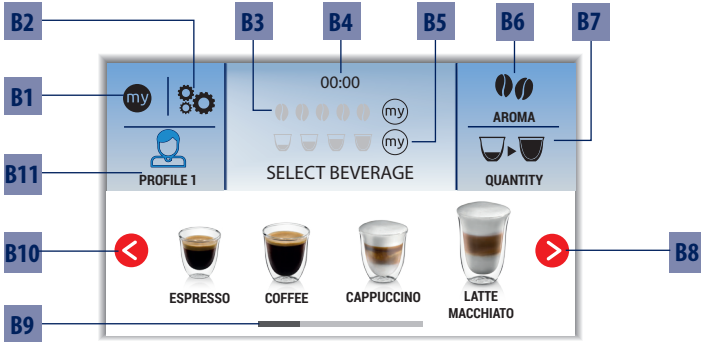 B2
B3
B4
B5
B6
B7
B1
my
00:00
my
AROMA
my
B11
PROFILE 1
SELECT BEVERAGE
QUANTITY
B10
B8
ESPRESSO
COFFEE
CAPPUCCINO
LATTE
MACCHIATO
B9